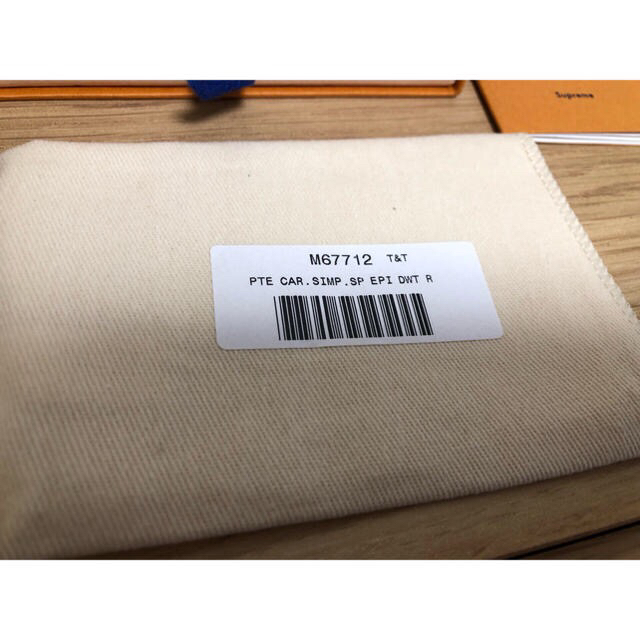 Supreme
M67712 T&T
PTE CAR.SIMP.SP EPI DWT R